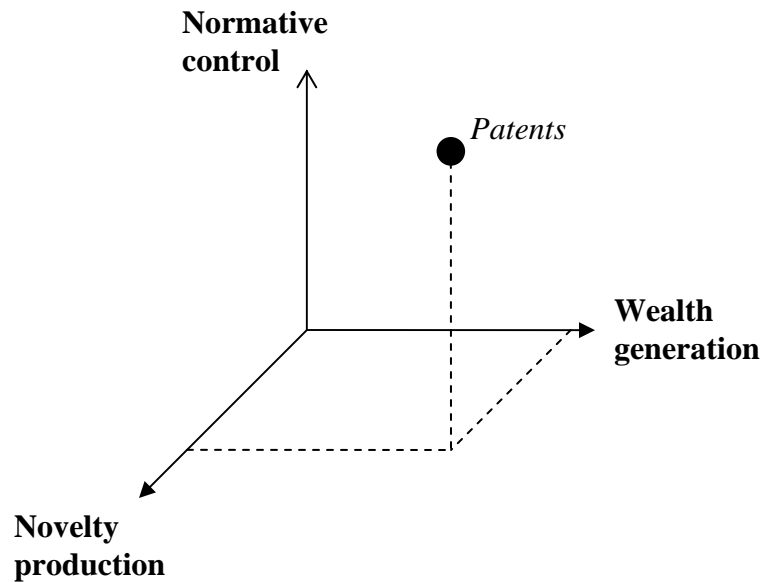 Normative
control
Patents
Wealth
generation
Novelty
production